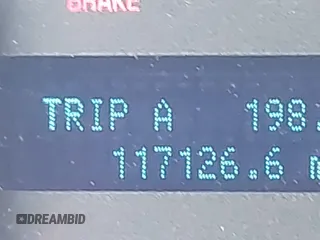 BRAKE
TRIP A 198.
117126.6 m
DREAMBID